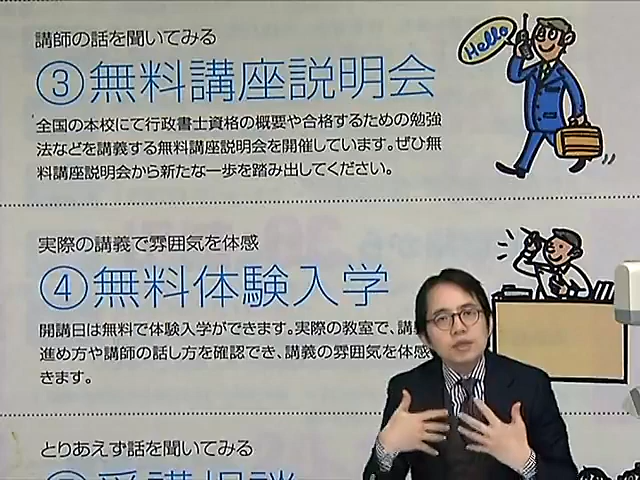 講師の話を聞いてみる
③無料講座説明会
Hello
全国の本校にて行政書士資格の概要や合格するための勉強
法などを講義する無料講座説明会を開催しています。ぜひ無
料講座説明会から新たな一歩を踏み出してください。
実際の講義で雰囲気を体感
④無料体験入学
開講日は無料で体験入学ができます。実際の教室で、講
進め方や講師の話し方を確認でき、講義の雰囲気を体感
きます。
とりあえず話を聞いてみる